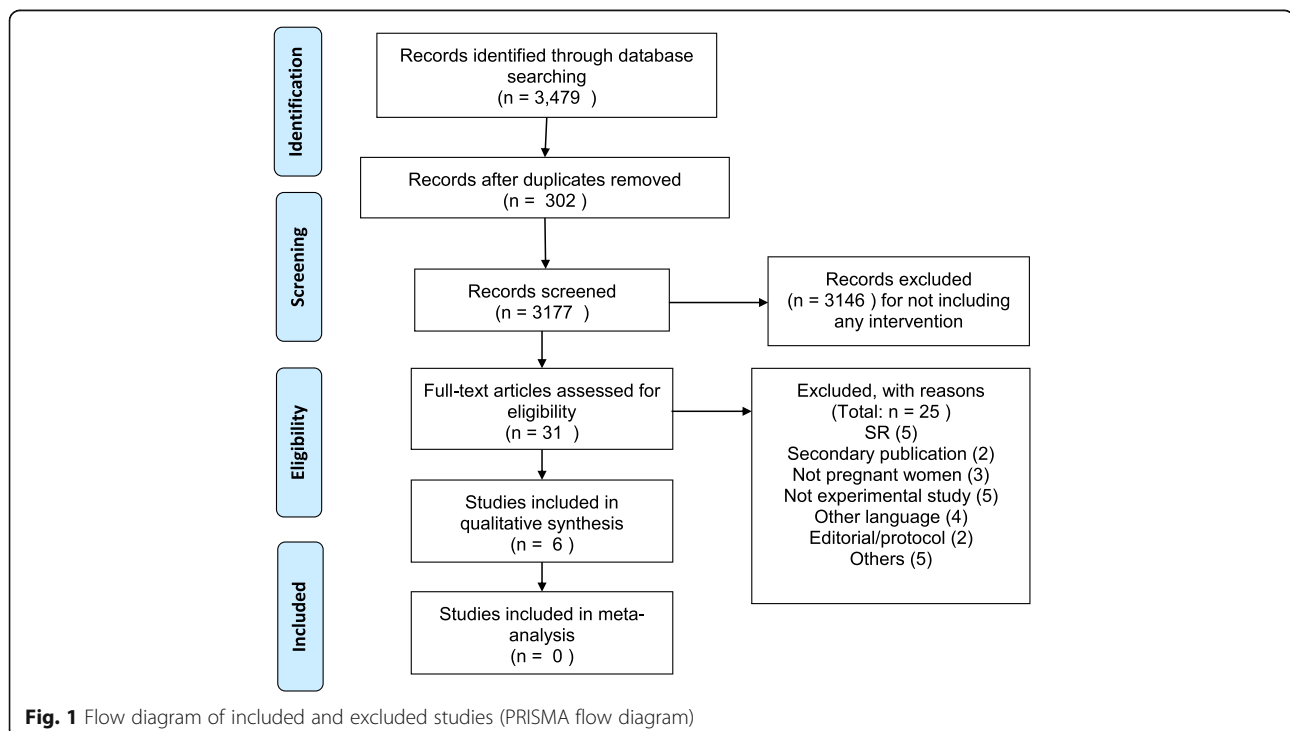 Identification
Records identified through database
searching
(n = 3,479 )
Records after duplicates removed
(n = 302 )
Screening
Records screened
(n = 3177 )
Records excluded
(n = 3146 ) for not including
any intervention
Eligibility
Full-text articles assessed for
eligibility
(n = 31 )
Excluded, with reasons
(Total: n = 25 )
SR (5)
Secondary publication (2)
Not pregnant women (3)
Not experimental study (5)
Other language (4)
Editorial/protocol (2)
Others (5)
Studies included in
qualitative synthesis
(n = 6 )
Included
Studies included in meta-
analysis
(n = 0 )
Fig. 1 Flow diagram of included and excluded studies (PRISMA flow diagram)